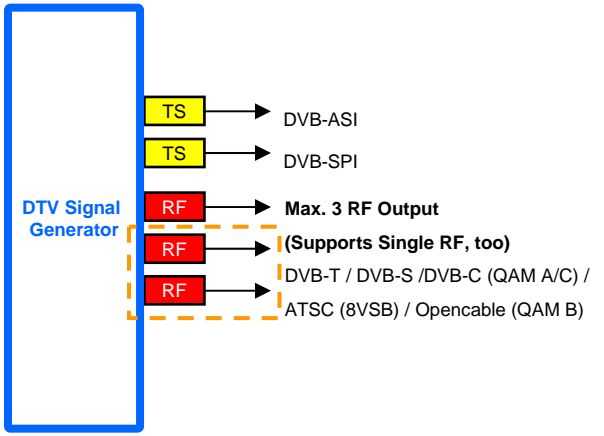 DTV Signal
Generator
TS
DVB-ASI
TS
DVB-SPI
RF
Max. 3 RF Output
RF
(Supports Single RF, too)
DVB-T / DVB-S /DVB-C (QAM A/C) /
RF
ATSC (8VSB) / Opencable (QAM B)